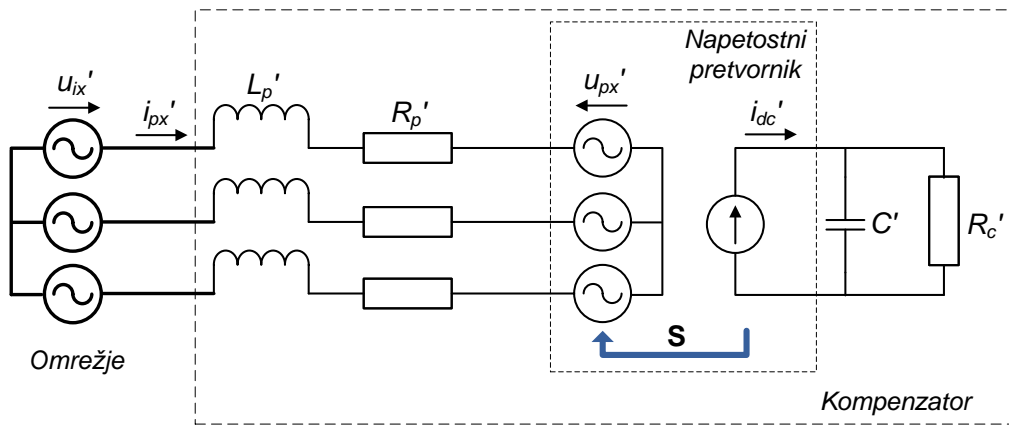 Napetostni
pretvornik
u_ix'
i_px'
L_p'
R_p'
u_px'
i_dc'
C'
R_c'
S
Omrežje
Kompenzator